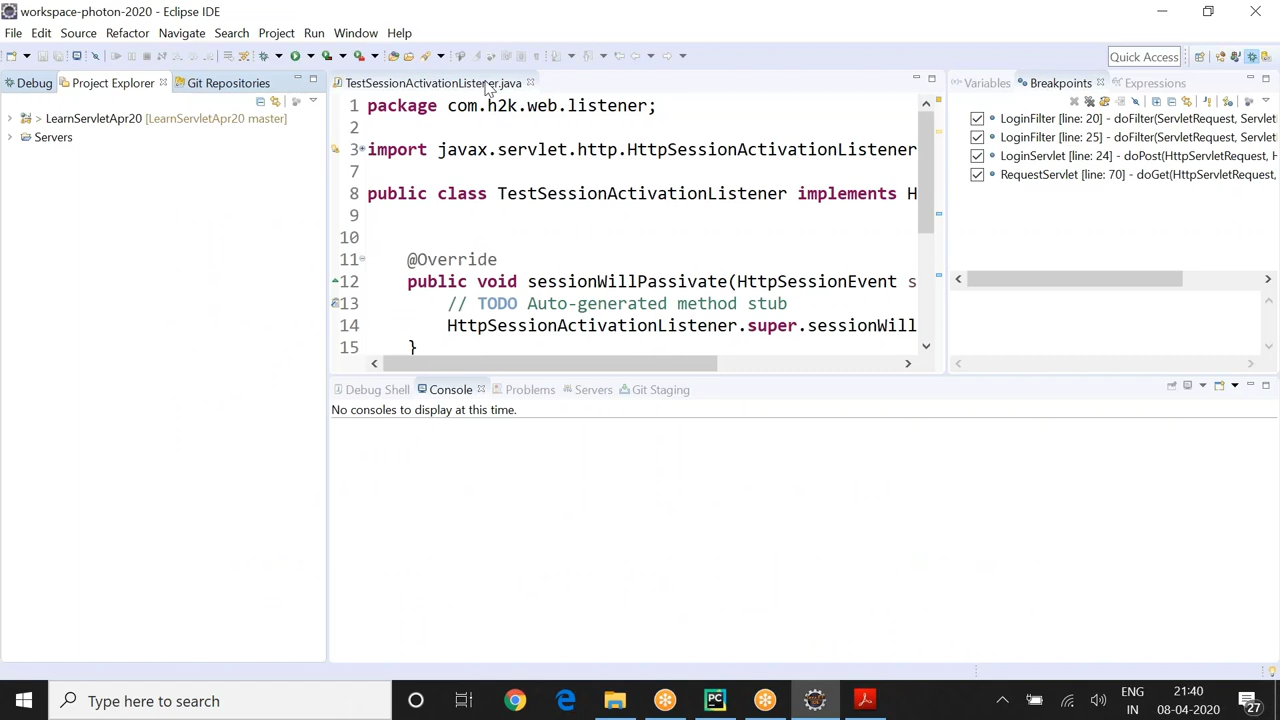 workspace-photon-2020 - Eclipse IDE
File Edit Source Refactor Navigate Search Project Run Window Help
Quick Access
Debug Project Explorer Git Repositories
TestSessionActivationListener.java
Variables Breakpoints Expressions
> LearnServletApr20 [LearnServletApr20 master]
Servers
1 package com.h2k.web.listener;
2
3 import javax.servlet.http.HttpSessionActivationListener
7
8 public class TestSessionActivationListener implements H
9
10
11 @Override
12 public void sessionWillPassivate(HttpSessionEvent s
13 // TODO Auto-generated method stub
14 HttpSessionActivationListener.super.sessionWill
15 }
LoginFilter [line: 20] - doFilter(ServletRequest, Servlet
LoginFilter [line: 25] - doFilter(ServletRequest, Servlet
LoginServlet [line: 24] - doPost(HttpServletRequest, H
RequestServlet [line: 70] - doGet(HttpServletRequest,
Debug Shell Console Problems Servers Git Staging
No consoles to display at this time.
Type here to search
PC
ENG
IN
21:40
08-04-2020
27